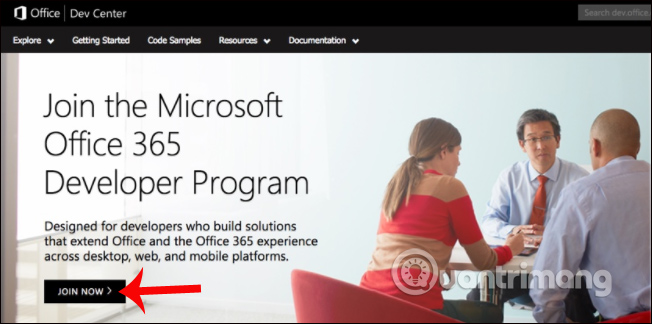 Office | Dev Center
Search dev.office.
Explore Getting Started Code Samples Resources Documentation
Join the Microsoft
Office 365
Developer Program
Designed for developers who build solutions
that extend Office and the Office 365 experience
across desktop, web, and mobile platforms.
JOIN NOW >
Quantrimang